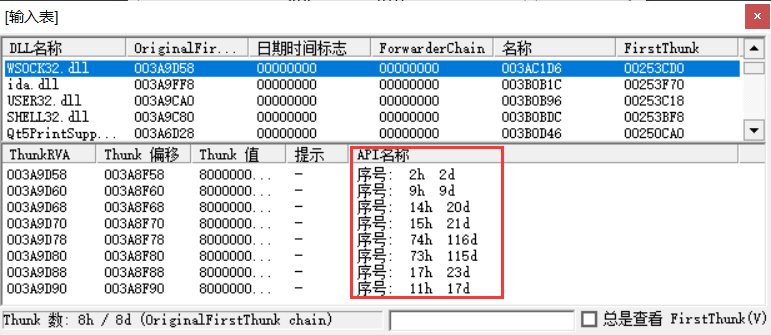 [输入表]
DLL名称 OriginalFir... 日期时间标志 ForwarderChain 名称 FirstThunk
WSOCK32.dll 003A9D58 00000000 00000000 003AC1D6 00253CD0
ida.dll 003A9FF8 00000000 00000000 003B0B1C 00253F70
USER32.dll 003A9CA0 00000000 00000000 003B0B96 00253C18
SHELL32.dll 003A9C80 00000000 00000000 003B0BDC 00253BF8
Qt5PrintSupp... 003A6D28 00000000 00000000 003B0D46 00250CA0
ThunkRVA Thunk 偏移 Thunk 值 提示 API名称
003A9D58 003A8F58 8000000... - 序号: 2h 2d
003A9D60 003A8F60 8000000... - 序号: 9h 9d
003A9D68 003A8F68 8000000... - 序号: 14h 20d
003A9D70 003A8F70 8000000... - 序号: 15h 21d
003A9D78 003A8F78 8000000... - 序号: 74h 116d
003A9D80 003A8F80 8000000... - 序号: 73h 115d
003A9D88 003A8F88 8000000... - 序号: 17h 23d
003A9D90 003A8F90 8000000... - 序号: 11h 17d
Thunk 数: 8h / 8d (OriginalFirstThunk chain) 总是查看 FirstThunk(V)